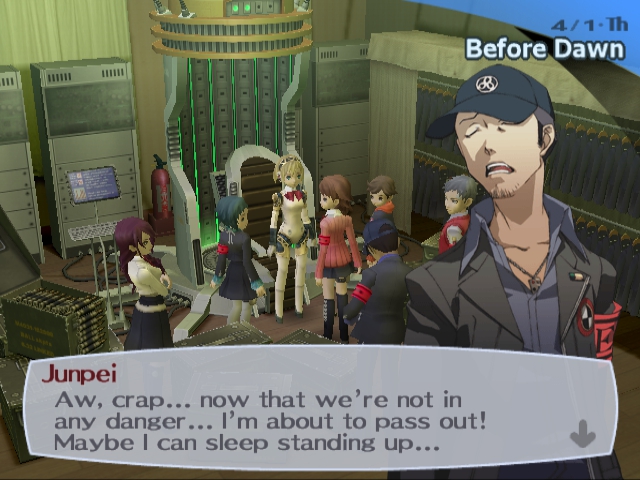 4/1・Th
Before Dawn
Junpei
Aw, crap... now that we're not in
any danger... I'm about to pass out!
Maybe I can sleep standing up...